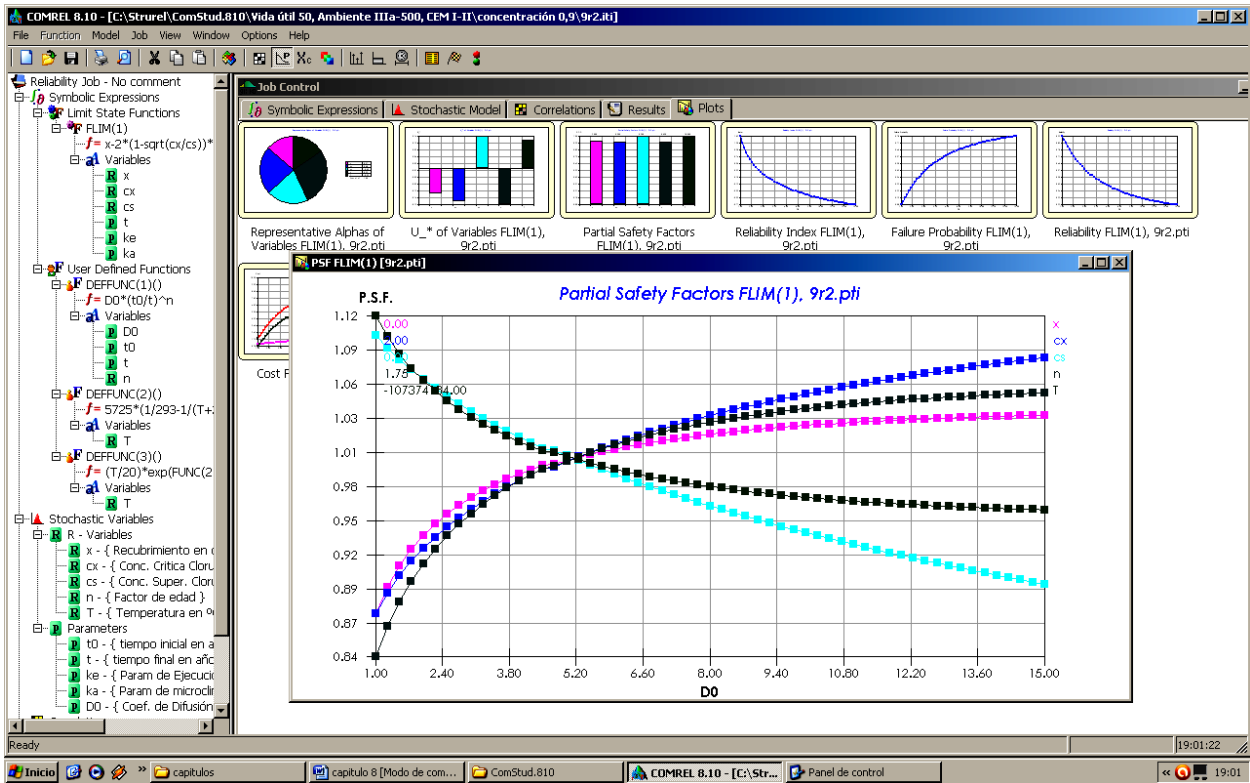 COMREL 8.10 - [C:\Strurel\ComStud.810\Vida útil 50, Ambiente IIIa-500, CEM I-II\concentración 0,9\9r2.iti]
File Function Model Job View Window Options Help
Reliability Job - No comment
Symbolic Expressions
Limit State Functions
FLIM(1)
f= x-2*(1-sqrt(cx/cs))*
Variables
R x
R cx
R cs
P t
P ke
P ka
User Defined Functions
DEFFUNC(1)()
f= D0*(t0/t)^n
Variables
P D0
P t0
P t
R n
DEFFUNC(2)()
f= 5725*(1/293-1/(T+
Variables
R T
DEFFUNC(3)()
f= (T/20)*exp(FUNC(2
Variables
R T
Stochastic Variables
R - Variables
x - { Recubrimiento en
cx - { Conc. Critica Clor
cs - { Conc. Super. Clor
n - { Factor de edad }
T - { Temperatura en º
Parameters
t0 - { tiempo inicial en a
t - { tiempo final en año
ke - { Param de Ejecuci
ka - { Param de microcli
D0 - { Coef. de Difusión
Job Control
Symbolic Expressions Stochastic Model Correlations Results Plots
Representative Alphas of Variables FLIM(1), 9r2.pti
U_* of Variables FLIM(1), 9r2.pti
Partial Safety Factors FLIM(1), 9r2.pti
Reliability Index FLIM(1), 9r2.pti
Failure Probability FLIM(1), 9r2.pti
Reliability FLIM(1), 9r2.pti
Cost F
PSF FLIM(1) [9r2.pti]
Partial Safety Factors FLIM(1), 9r2.pti
P.S.F.
1.12
1.09
1.06
1.03
1.01
0.98
0.95
0.92
0.89
0.87
0.84
0.00
2.00
1.75
x
cx
cs
n
T
1.00 2.40 3.80 5.20 6.60 8.00 9.40 10.80 12.20 13.60 15.00
D0
Ready
19:01:22
Inicio » capitulos capitulo 8 [Modo de com... ComStud.810 COMREL 8.10 - [C:\Str... Panel de control « 19:01